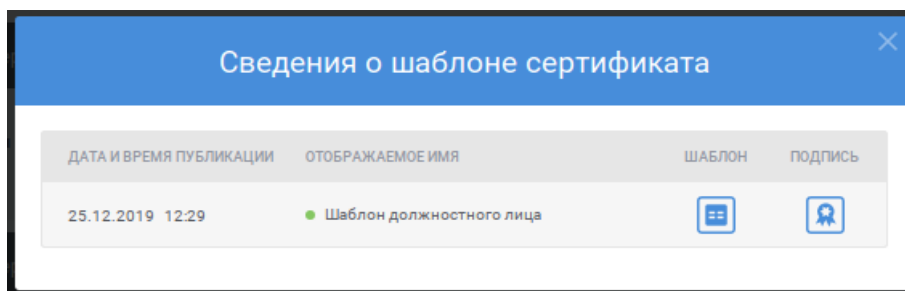 Сведения о шаблоне сертификата
ДАТА И ВРЕМЯ ПУБЛИКАЦИИ ОТОБРАЖАЕМОЕ ИМЯ ШАБЛОН ПОДПИСЬ
25.12.2019 12:29 Шаблон должностного лица